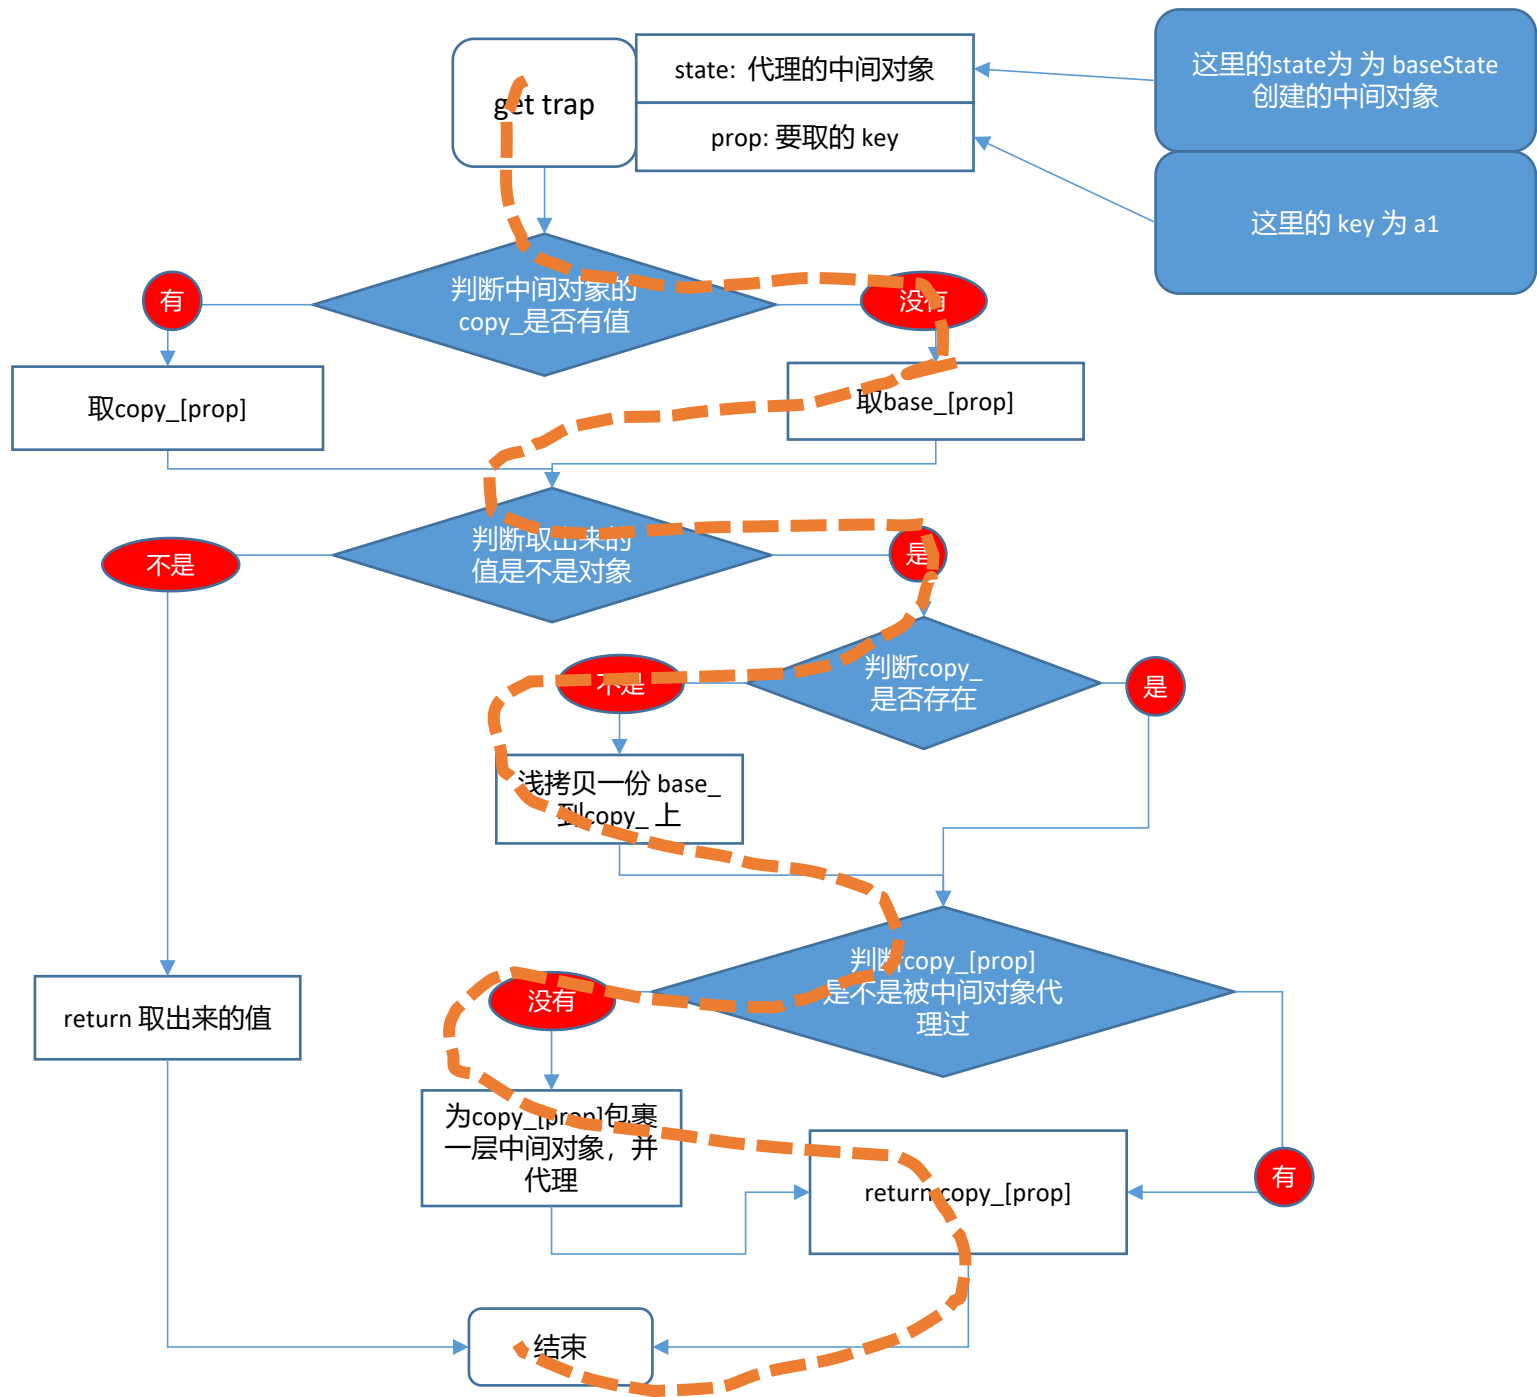 get trap
state: 代理的中间对象
prop: 要取的 key
这里的state为 为 baseState
创建的中间对象
这里的 key 为 a1
判断中间对象的
copy_是否有值
有
没有
取copy_[prop]
取base_[prop]
判断取出来的
值是不是对象
不是
是
判断copy_
是否存在
不是
是
浅拷贝一份 base_
到copy_ 上
判断copy_[prop]
是不是被中间对象代
理过
没有
有
return 取出来的值
为copy_[prop]包裹
一层中间对象，并
代理
return copy_[prop]
结束